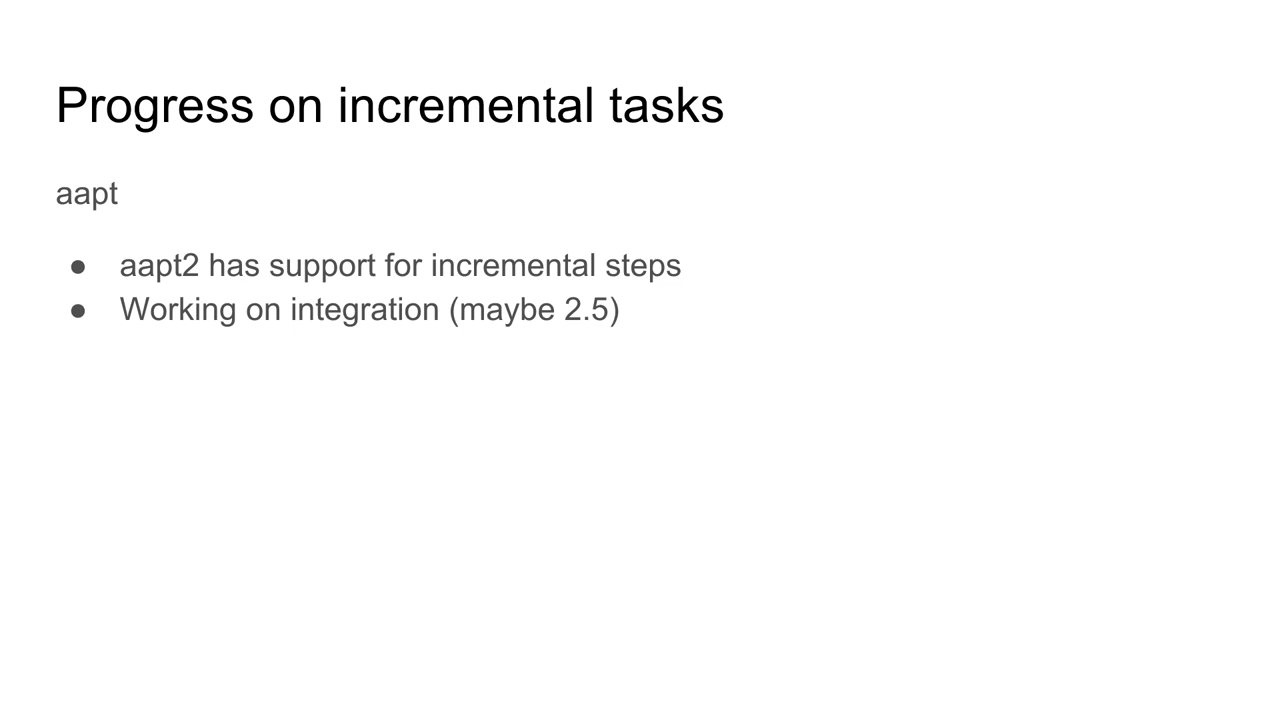 Progress on incremental tasks
aapt
● aapt2 has support for incremental steps
● Working on integration (maybe 2.5)